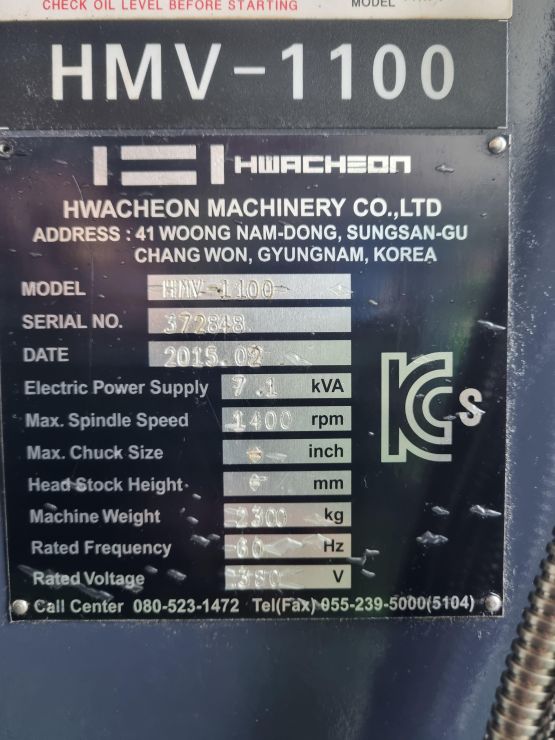 CHECK OIL LEVEL BEFORE STARTING
MODEL
HMV-1100
HWACHEON
HWACHEON MACHINERY CO.,LTD
ADDRESS : 41 WOONG NAM-DONG, SUNGSAN-GU
CHANG WON, GYUNGNAM, KOREA
MODEL HMV-1100
SERIAL NO. 372848
DATE 2015.02
Electric Power Supply 7.1 kVA
Max. Spindle Speed 1400 rpm
Max. Chuck Size inch
Head Stock Height mm
Machine Weight 2300 kg
Rated Frequency 60 Hz
Rated Voltage 380 V
KCs
Call Center 080-523-1472 Tel(Fax) 055-239-5000(5104)